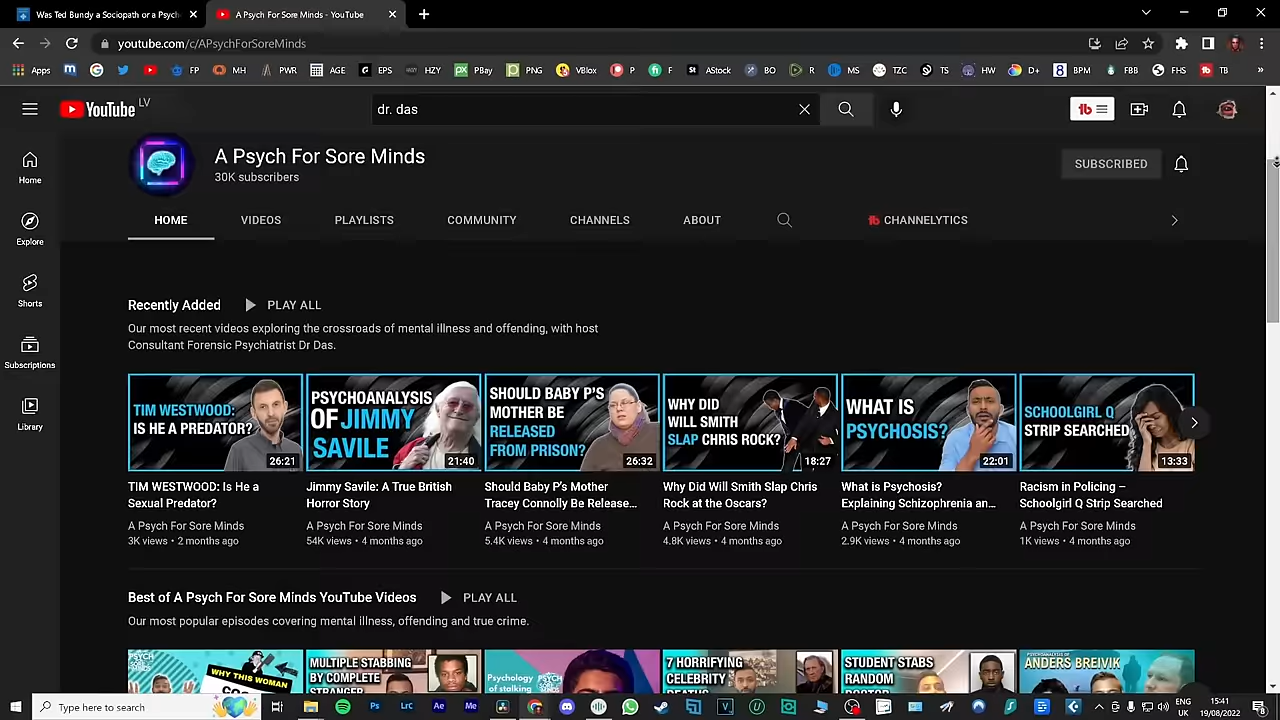 Was Ted Bundy a Sociopath or a Psych
A Psych For Sore Minds - YouTube
youtube.com/c/APsychForSoreMinds
Apps
FP
MH
PWR
AGE
EPS
HZY
PBay
PNG
VBlox
P
F
AStock
BO
R
MS
TZC
TS
HW
D+
BPM
FBB
FHS
TB
YouTube LV
dr. das
A Psych For Sore Minds
30K subscribers
SUBSCRIBED
Home
Explore
Shorts
Subscriptions
Library
HOME
VIDEOS
PLAYLISTS
COMMUNITY
CHANNELS
ABOUT
CHANNELYTICS
Recently Added
PLAY ALL
Our most recent videos exploring the crossroads of mental illness and offending, with host
Consultant Forensic Psychiatrist Dr Das.
TIM WESTWOOD:
IS HE A PREDATOR?
26:21
PSYCHOANALYSIS
OF JIMMY
SAVILE
21:40
SHOULD BABY P'S
MOTHER BE
RELEASED
FROM PRISON?
26:32
WHY DID
WILL SMITH
SLAP CHRIS ROCK?
18:27
WHAT IS
PSYCHOSIS?
22:01
SCHOOLGIRL Q
STRIP SEARCHED
13:33
TIM WESTWOOD: Is He a
Sexual Predator?
A Psych For Sore Minds
3K views • 2 months ago
Jimmy Savile: A True British
Horror Story
A Psych For Sore Minds
54K views • 4 months ago
Should Baby P's Mother
Tracey Connolly Be Release...
A Psych For Sore Minds
5.4K views • 4 months ago
Why Did Will Smith Slap Chris
Rock at the Oscars?
A Psych For Sore Minds
4.8K views • 4 months ago
What is Psychosis?
Explaining Schizophrenia an...
A Psych For Sore Minds
2.9K views • 4 months ago
Racism in Policing –
Schoolgirl Q Strip Searched
A Psych For Sore Minds
1K views • 4 months ago
Best of A Psych For Sore Minds YouTube Videos
PLAY ALL
Our most popular episodes covering mental illness, offending and true crime.
WHY THIS WOMAN
MULTIPLE STABBING
BY COMPLETE
STRANGER
Psychology
of stalking
7 HORRIFYING
CELEBRITY
DEATHS
STUDENT STABS
RANDOM
DOCTOR
PSYCHOANALYSIS OF
ANDERS BREIVIK
Type here to search
ENG
UK
15:41
19/08/2022